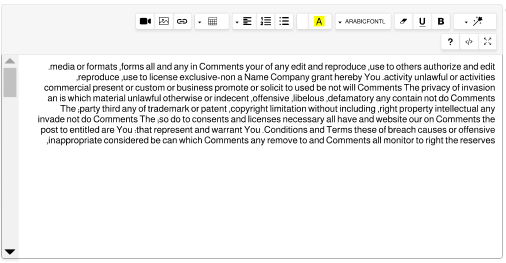 A ARABICFONTL U B
? </>
.media or formats ,forms all and any in Comments your of any edit and reproduce ,use to others authorize and edit
,reproduce ,use to license exclusive-non a Name Company grant hereby You .activity unlawful or activities
commercial present or custom or business promote or solicit to used be not will Comments The privacy of invasion
an is which material unlawful otherwise or indecent ,offensive ,libelous ,defamatory any contain not do Comments
The ;party third any of trademark or patent ,copyright limitation without including ,right property intellectual any
invade not do Comments The ;so do to consents and licenses necessary all have and website our on Comments the
post to entitled are You :that represent and warrant You .Conditions and Terms these of breach causes or offensive
,inappropriate considered be can which Comments any remove to and Comments all monitor to right the reserves